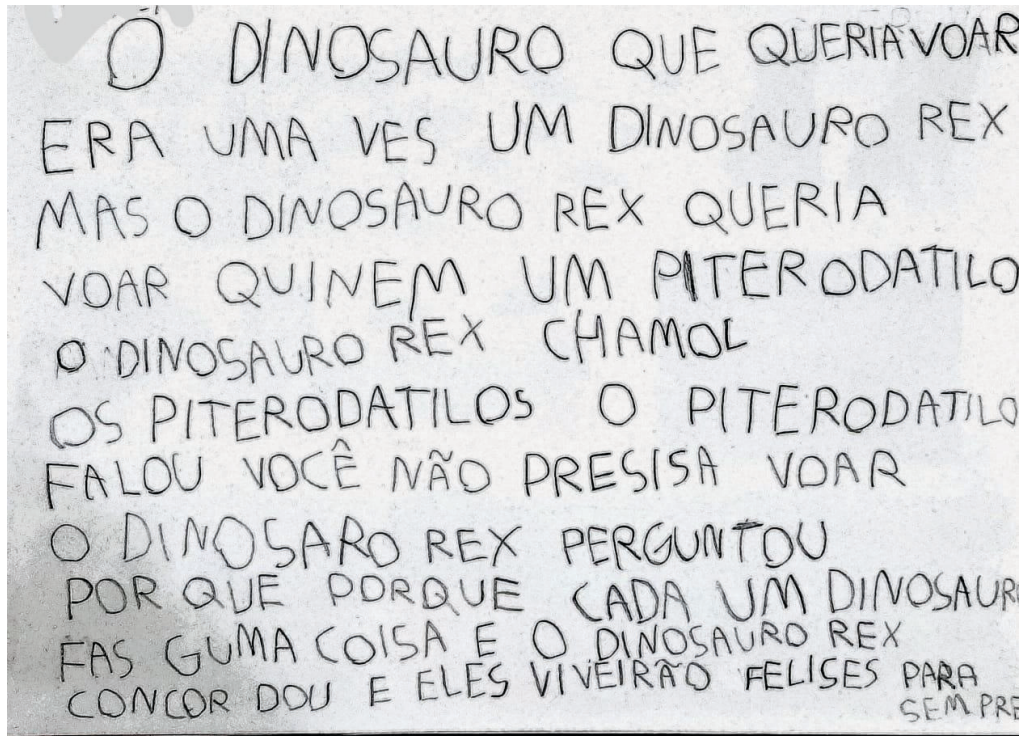 O DINOSAURO QUE QUERIA VOAR
ERA UMA VES UM DINOSAURO REX
MAS O DINOSAURO REX QUERIA
VOAR QUINEM UM PITERODATILO
O DINOSAURO REX CHAMOL
OS PITERODATILOS O PITERODATILO
FALOU VOCÊ NÃO PRESISA VOAR
O DINOSARO REX PERGUNTOU
POR QUE PORQUE CADA UM DINOSAURO
FAS GUMA COISA E O DINOSAURO REX
CONCOR DOU E ELES VIVEIRÃO FELISES PARA
SEMPRE